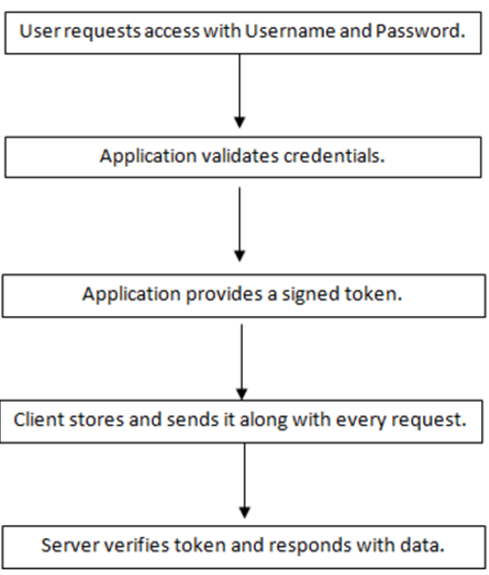 User requests access with Username and Password.
Application validates credentials.
Application provides a signed token.
Client stores and sends it along with every request.
Server verifies token and responds with data.